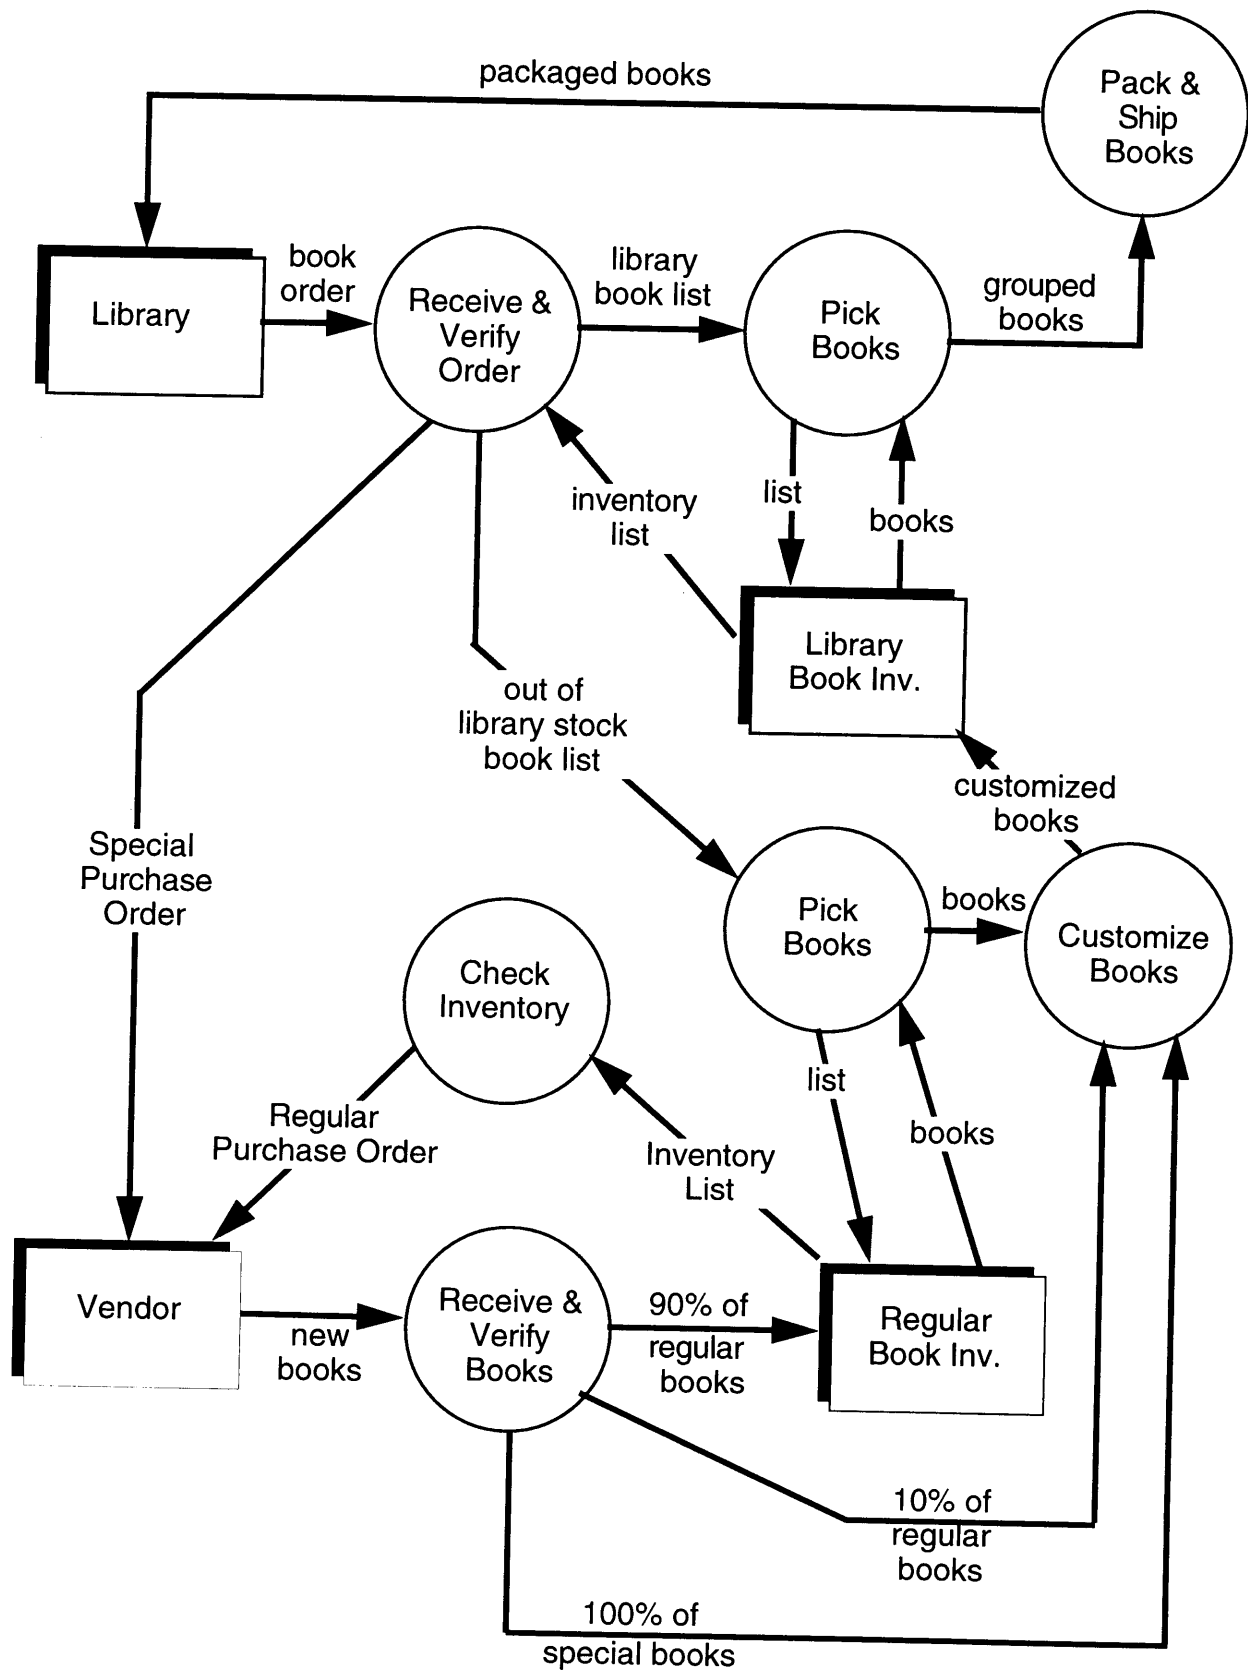 packaged books
Pack &
Ship
Books
Library
book
order
Receive &
Verify
Order
library
book list
Pick
Books
grouped
books
inventory
list
list
books
Library
Book Inv.
out of
library stock
book list
customized
books
Special
Purchase
Order
Check
Inventory
Pick
Books
books
Customize
Books
Regular
Purchase Order
Inventory
List
list
books
Vendor
new
books
Receive &
Verify
Books
90% of
regular
books
Regular
Book Inv.
10% of
regular
books
100% of
special books